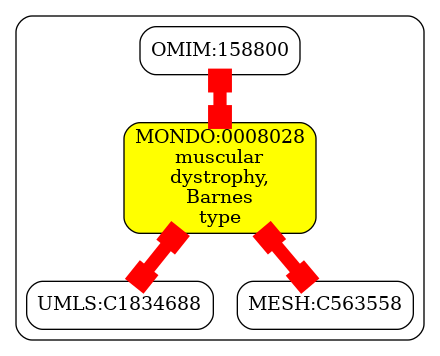 OMIM:158800
MONDO:0008028
muscular
dystrophy,
Barnes
type
UMLS:C1834688
MESH:C563558